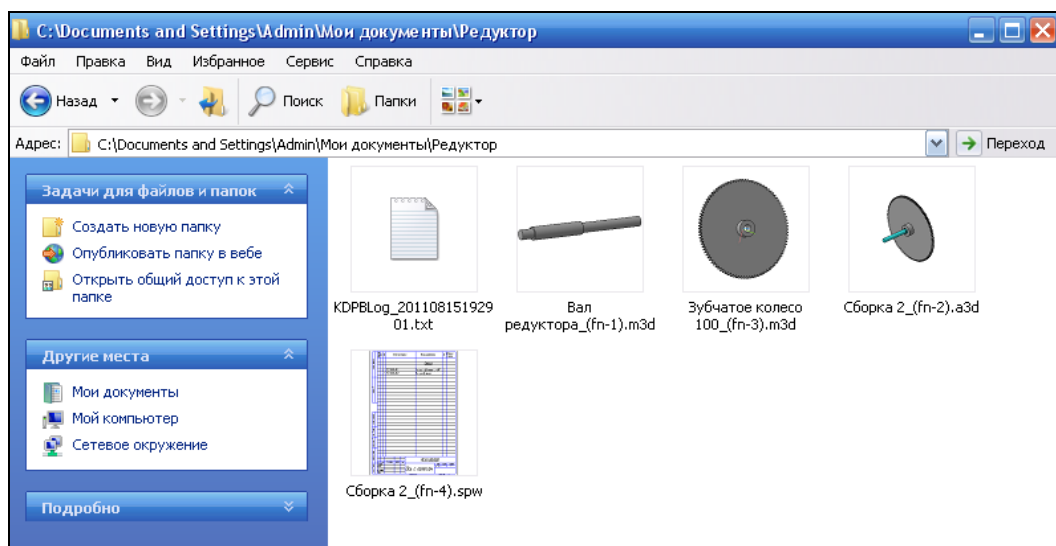 C:\Documents and Settings\Admin\Мои документы\Редуктор
Файл Правка Вид Избранное Сервис Справка
Назад Поиск Папки
Адрес: C:\Documents and Settings\Admin\Мои документы\Редуктор Переход
Задачи для файлов и папок
Создать новую папку
Опубликовать папку в вебе
Открыть общий доступ к этой
папке
Другие места
Мои документы
Мой компьютер
Сетевое окружение
Подробно
KDPBLog_201108151929
01.txt
Вал
редуктора_(fn-1).m3d
Зубчатое колесо
100_(fn-3).m3d
Сборка 2_(fn-2).a3d
Сборка 2_(fn-4).spw